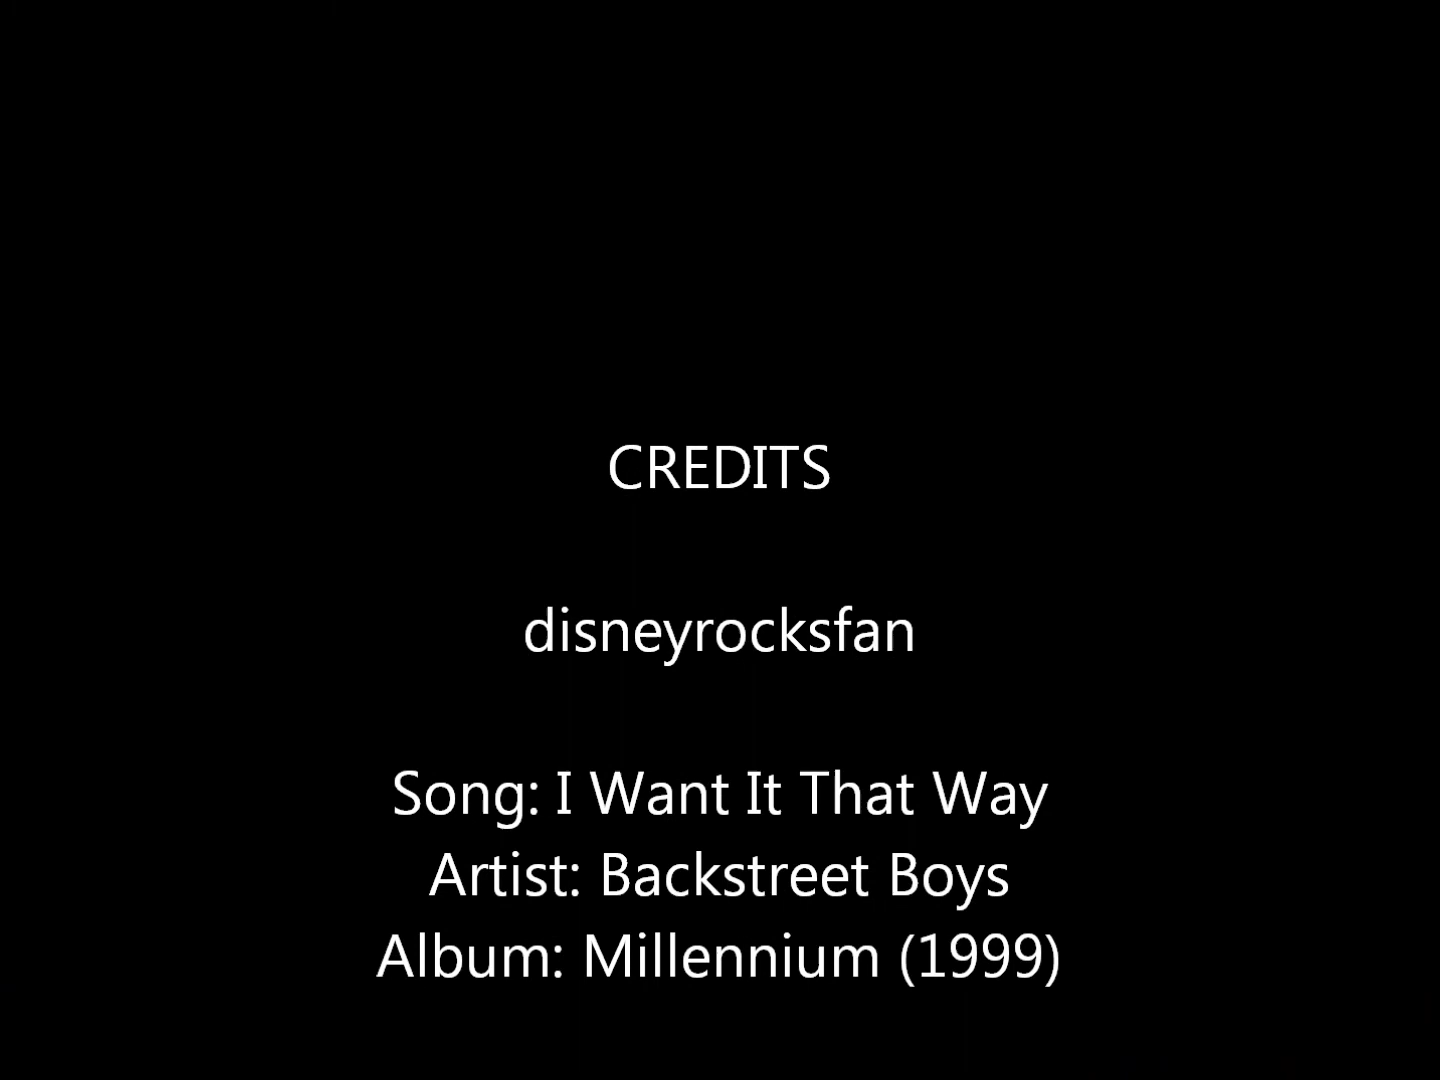 CREDITS
disneyrocksfan
Song: I Want It That Way
Artist: Backstreet Boys
Album: Millennium (1999)